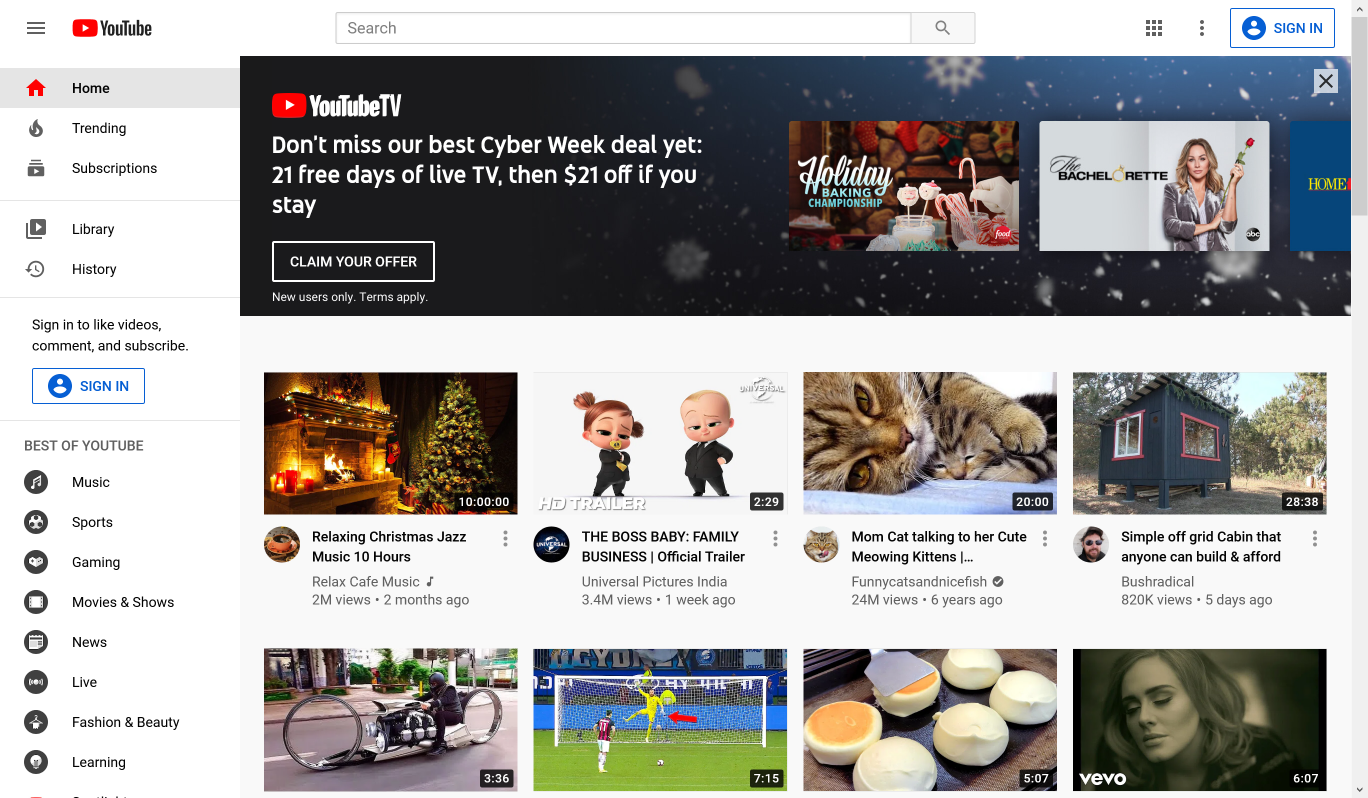 YouTube
Search
SIGN IN
Home
Trending
Subscriptions
Library
History
Sign in to like videos,
comment, and subscribe.
SIGN IN
BEST OF YOUTUBE
Music
Sports
Gaming
Movies & Shows
News
Live
Fashion & Beauty
Learning
YouTubeTV
Don't miss our best Cyber Week deal yet:
21 free days of live TV, then $21 off if you
stay
CLAIM YOUR OFFER
New users only. Terms apply.
Holiday
BAKING
CHAMPIONSHIP
food
The
BACHELORETTE
abc
HOME
10:00:00
Relaxing Christmas Jazz
Music 10 Hours
Relax Cafe Music
2M views • 2 months ago
UNIVERSAL
HD TRAILER
2:29
UNIVERSAL
THE BOSS BABY: FAMILY
BUSINESS | Official Trailer
Universal Pictures India
3.4M views • 1 week ago
20:00
Mom Cat talking to her Cute
Meowing Kittens |...
Funnycatsandnicefish
24M views • 6 years ago
28:38
Simple off grid Cabin that
anyone can build & afford
Bushradical
820K views • 5 days ago
3:36
7:15
5:07
vevo
6:07